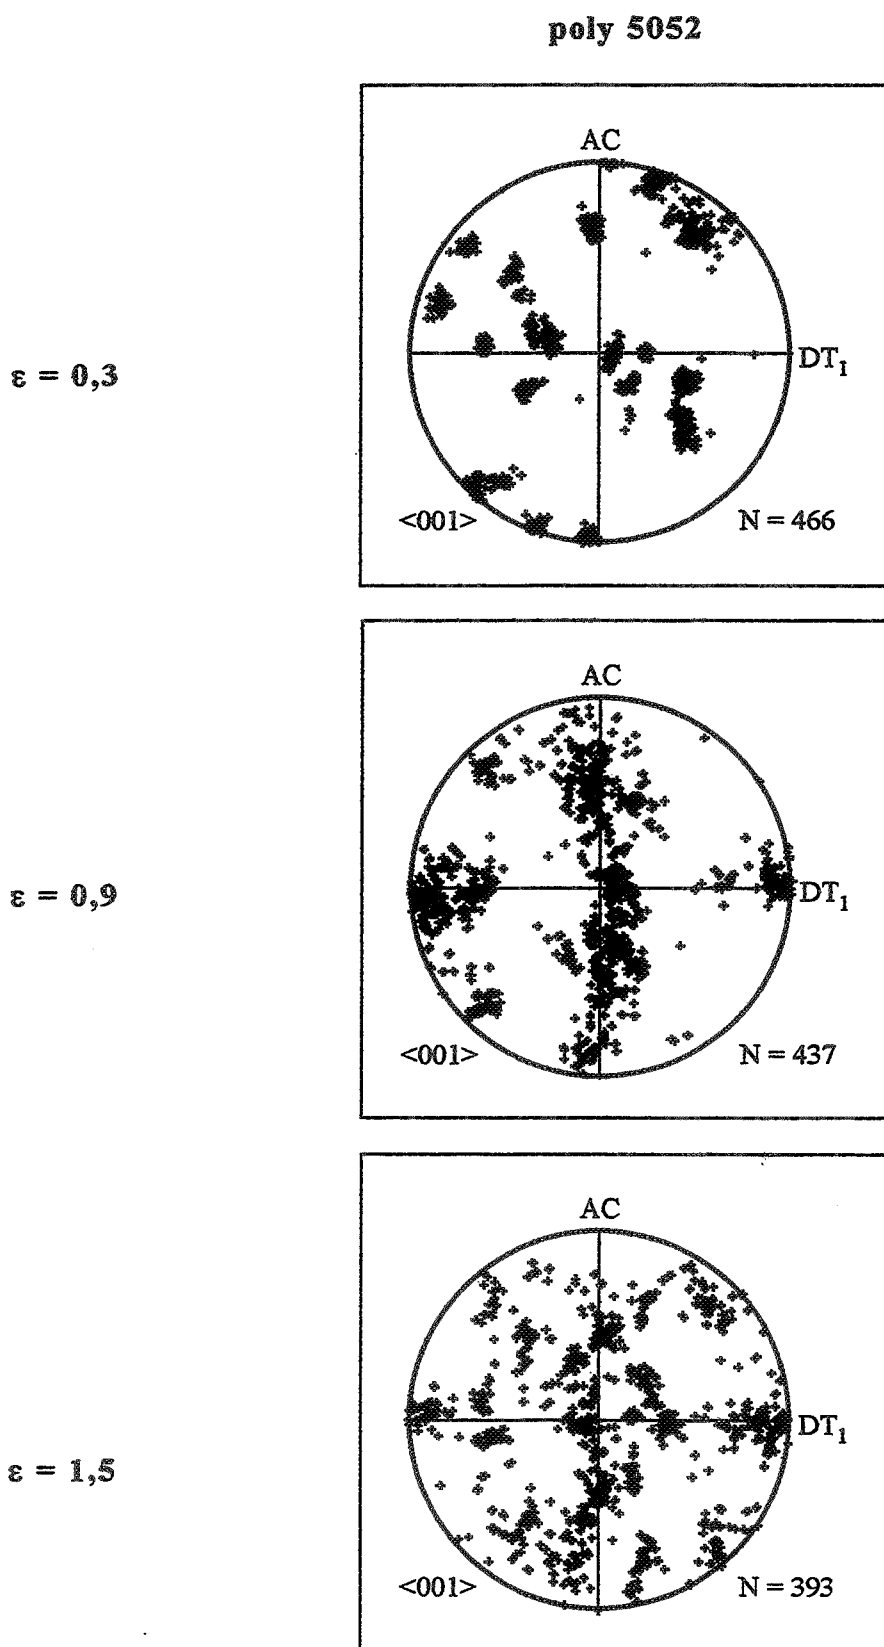 poly 5052
AC
DT1
ε = 0,3
<001>
N = 466
AC
DT1
ε = 0,9
<001>
N = 437
AC
DT1
ε = 1,5
<001>
N = 393